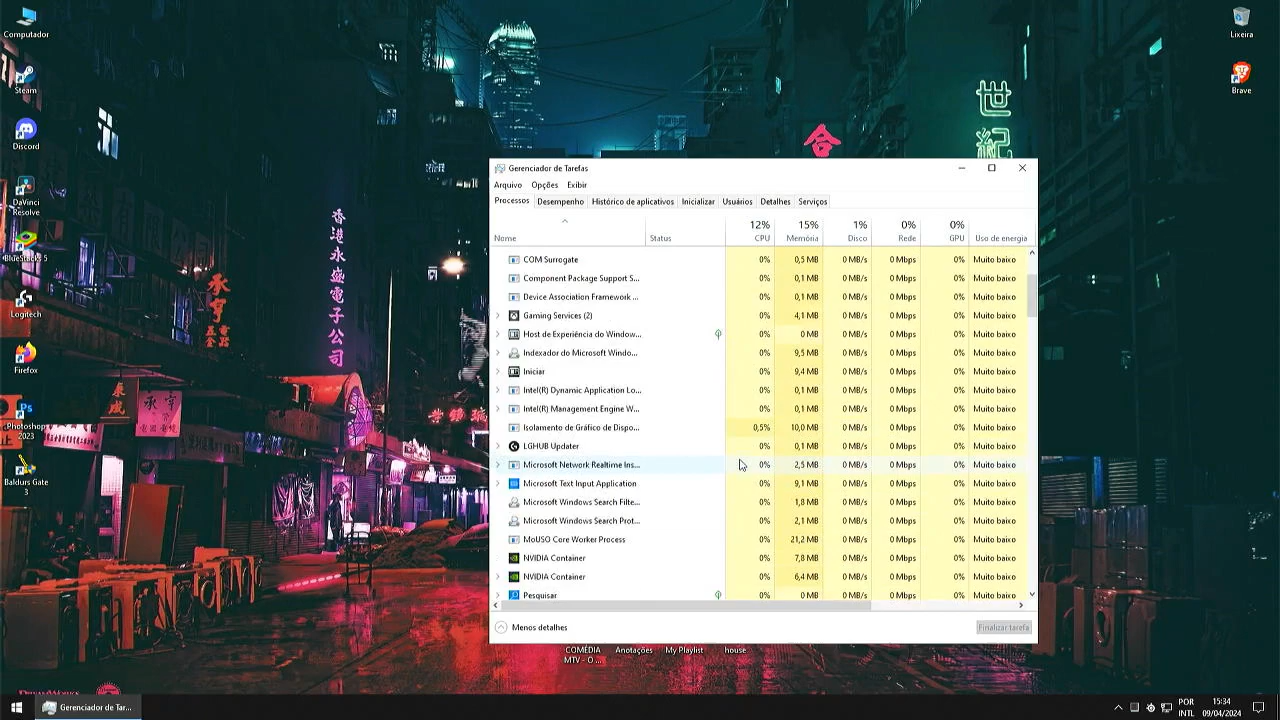 Computador
Steam
Discord
DaVinci
Resolve
BlueStacks 5
Logitech
Firefox
Photoshop
2023
Baldurs Gate
Lixeira
Brave
世
紀
合
香
承
亨
東
成
承亨
Gerenciador de Tarefas
Arquivo Opções Exibir
Processos Desempenho Histórico de aplicativos Inicializar Usuários Detalhes Serviços
12% 15% 1% 0% 0%
Nome Status CPU Memória Disco Rede GPU Uso de energia
COM Surrogate 0% 0,5 MB 0 MB/s 0 Mbps 0% Muito baixo
Component Package Support S... 0% 0,1 MB 0 MB/s 0 Mbps 0% Muito baixo
Device Association Framework ... 0% 0,1 MB 0 MB/s 0 Mbps 0% Muito baixo
Gaming Services (2) 0% 4,1 MB 0 MB/s 0 Mbps 0% Muito baixo
Host de Experiência do Window... 0% 0 MB 0 MB/s 0 Mbps 0% Muito baixo
Indexador do Microsoft Windo... 0% 9,5 MB 0 MB/s 0 Mbps 0% Muito baixo
Iniciar 0% 9,4 MB 0 MB/s 0 Mbps 0% Muito baixo
Intel(R) Dynamic Application Lo... 0% 0,1 MB 0 MB/s 0 Mbps 0% Muito baixo
Intel(R) Management Engine W... 0% 0,1 MB 0 MB/s 0 Mbps 0% Muito baixo
Isolamento de Gráfico de Dispo... 0,5% 10,0 MB 0 MB/s 0 Mbps 0% Muito baixo
LGHUB Updater 0% 0,1 MB 0 MB/s 0 Mbps 0% Muito baixo
Microsoft Network Realtime Ins... 0% 2,5 MB 0 MB/s 0 Mbps 0% Muito baixo
Microsoft Text Input Application 0% 9,1 MB 0 MB/s 0 Mbps 0% Muito baixo
Microsoft Windows Search Filte... 0% 1,8 MB 0 MB/s 0 Mbps 0% Muito baixo
Microsoft Windows Search Prot... 0% 2,1 MB 0 MB/s 0 Mbps 0% Muito baixo
MoUSO Core Worker Process 0% 21,2 MB 0 MB/s 0 Mbps 0% Muito baixo
NVIDIA Container 0% 7,8 MB 0 MB/s 0 Mbps 0% Muito baixo
NVIDIA Container 0% 6,4 MB 0 MB/s 0 Mbps 0% Muito baixo
Pesquisar 0% 0 MB 0 MB/s 0 Mbps 0% Muito baixo
Menos detalhes Finalizar tarefa
COMÉDIA
MTV - O ...
Anotações
My Playlist
house
DREAMWORKS
Gerenciador de Tar...
POR
INTL
15:34
09/04/2024